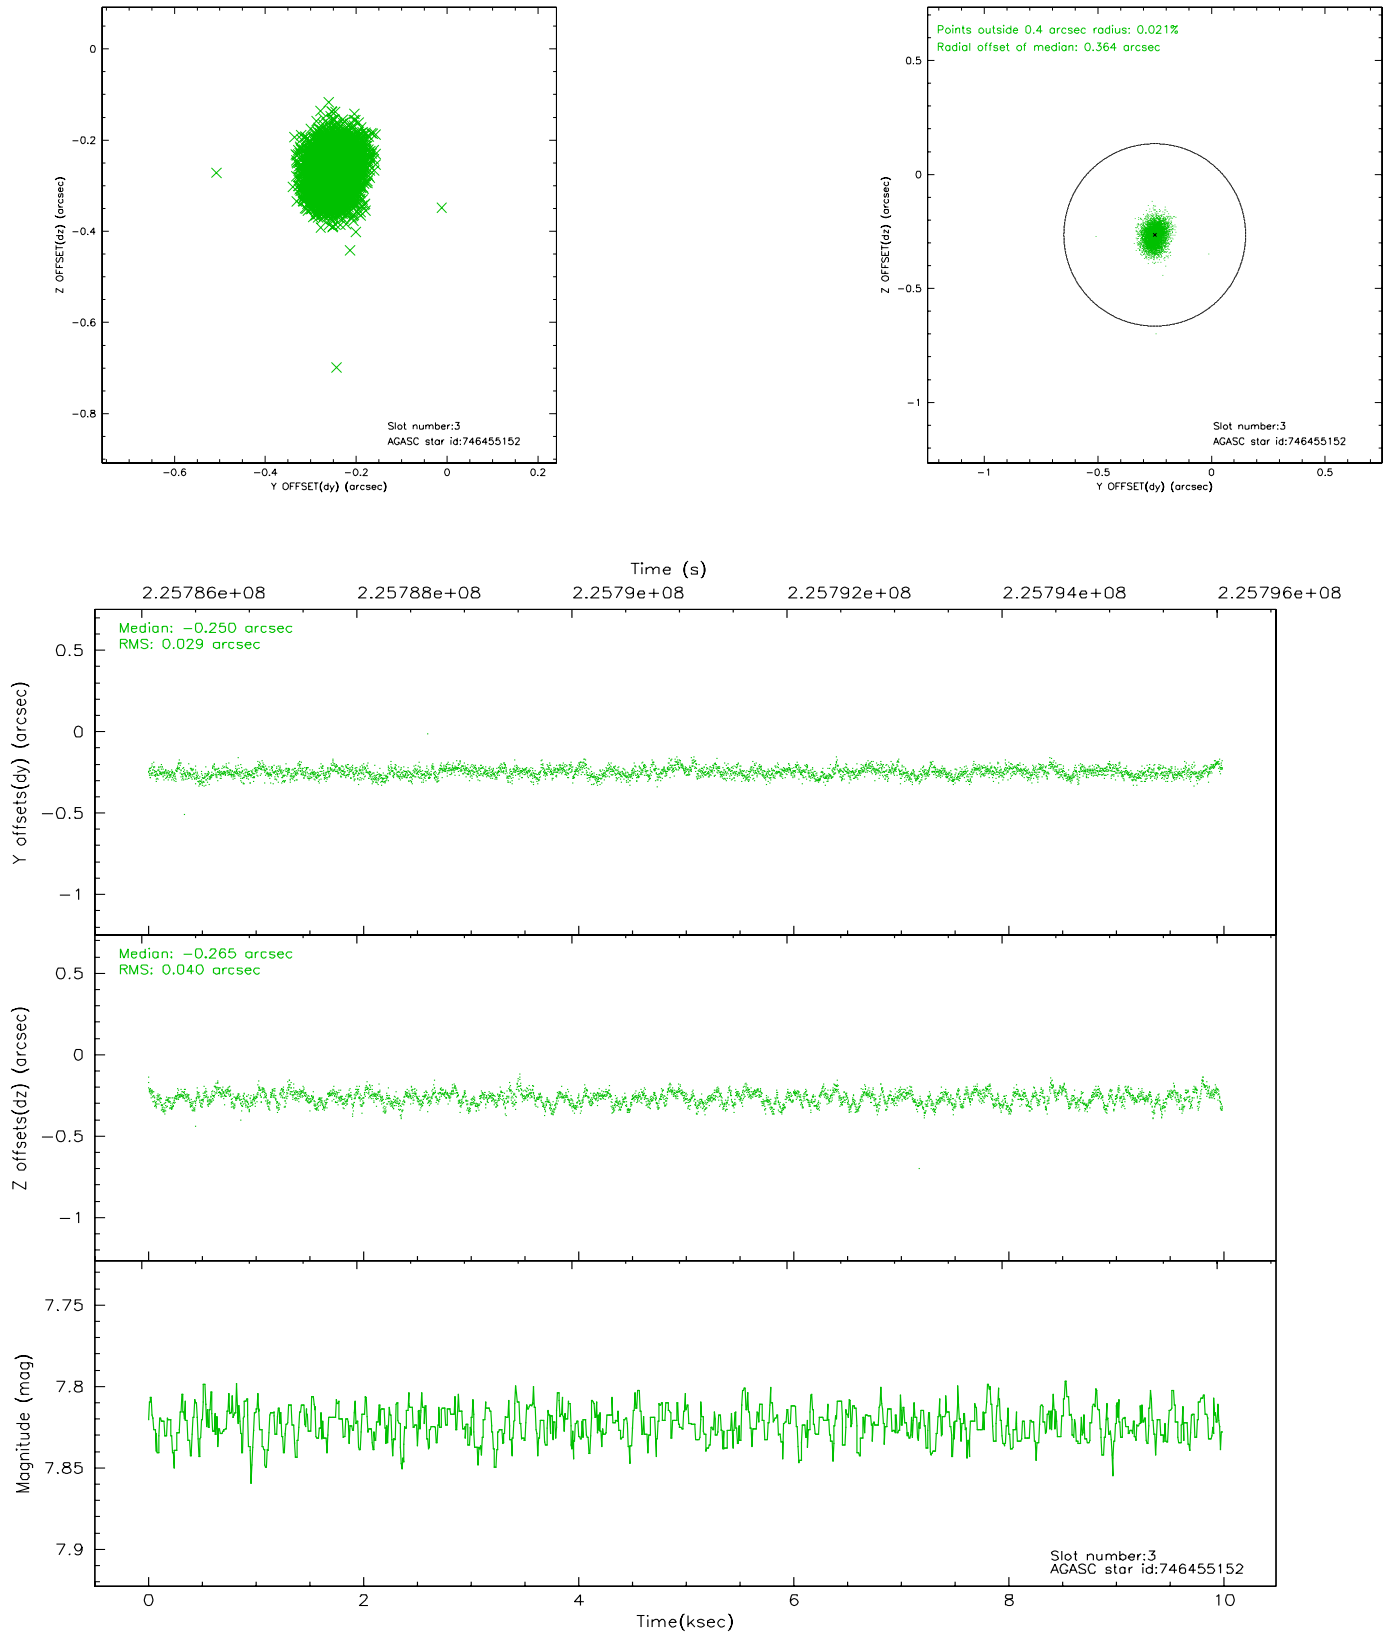 0
−0.2
−0.4
−0.6
−0.8
Z OFFSET(dz) (arcsec)
Slot number:3
AGASC star id:746455152
−0.6
−0.4
−0.2
0
0.2
Y OFFSET(dy) (arcsec)
Points outside 0.4 arcsec radius: 0.021%
Radial offset of median: 0.364 arcsec
0.5
0
−0.5
−1
Z OFFSET(dz) (arcsec)
Slot number:3
AGASC star id:746455152
−1
−0.5
0
0.5
Y OFFSET(dy) (arcsec)
Time (s)
2.25786e+08
2.25788e+08
2.2579e+08
2.25792e+08
2.25794e+08
2.25796e+08
Median: −0.250 arcsec
RMS: 0.029 arcsec
0.5
0
−0.5
−1
Y offsets(dy) (arcsec)
Median: −0.265 arcsec
RMS: 0.040 arcsec
0.5
0
−0.5
−1
Z offsets(dz) (arcsec)
7.75
7.8
7.85
7.9
Magnitude (mag)
Slot number:3
AGASC star id:746455152
0
2
4
6
8
10
Time(ksec)